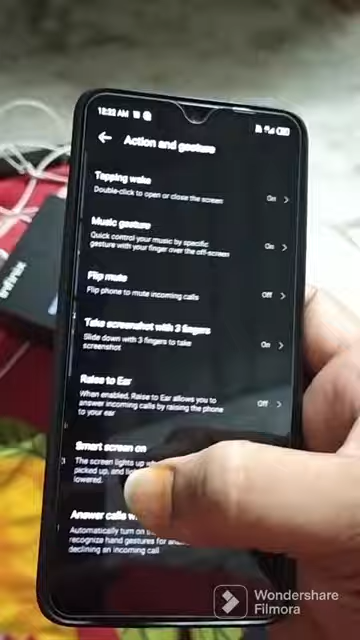 12:22 AM
Action and gesture
Tapping wake
Double-click to open or close the screen
On
Music gesture
Quick control your music by specific
gesture with your finger over the off-screen
On
Flip mute
Flip phone to mute incoming calls
Off
Take screenshot with 3 fingers
Slide down with 3 fingers to take
screenshot
On
Raise to Ear
When enabled, Raise to Ear allows you to
answer incoming calls by raising the phone
to your ear
Off
Smart screen on
The screen lights up
picked up, and
lowered.
Answer calls
Automatically turn on
recognize hand gestures for
declining an incoming call
Infinix
Wondershare
Filmora